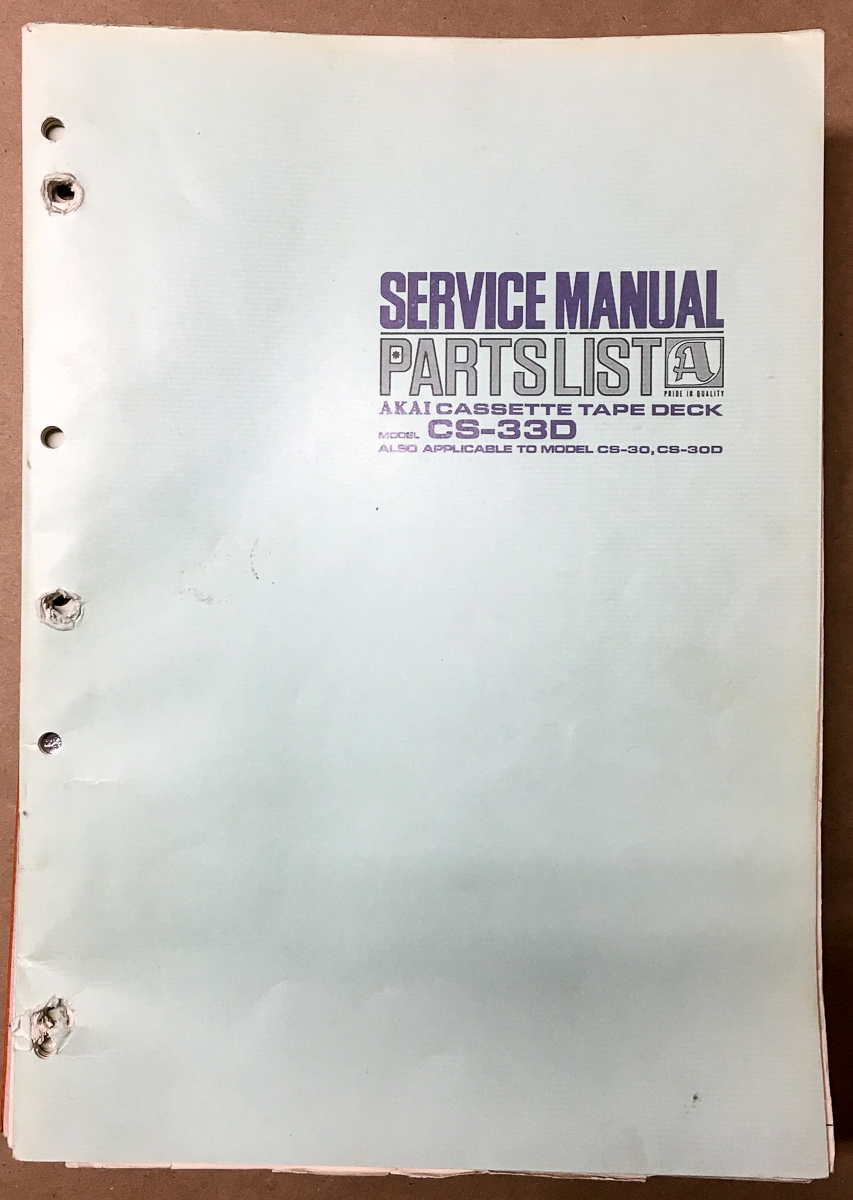 SERVICE MANUAL
PARTS LIST A
PRIDE IN QUALITY
AKAI CASSETTE TAPE DECK
MODEL CS-33D
ALSO APPLICABLE TO MODEL CS-30, CS-30D